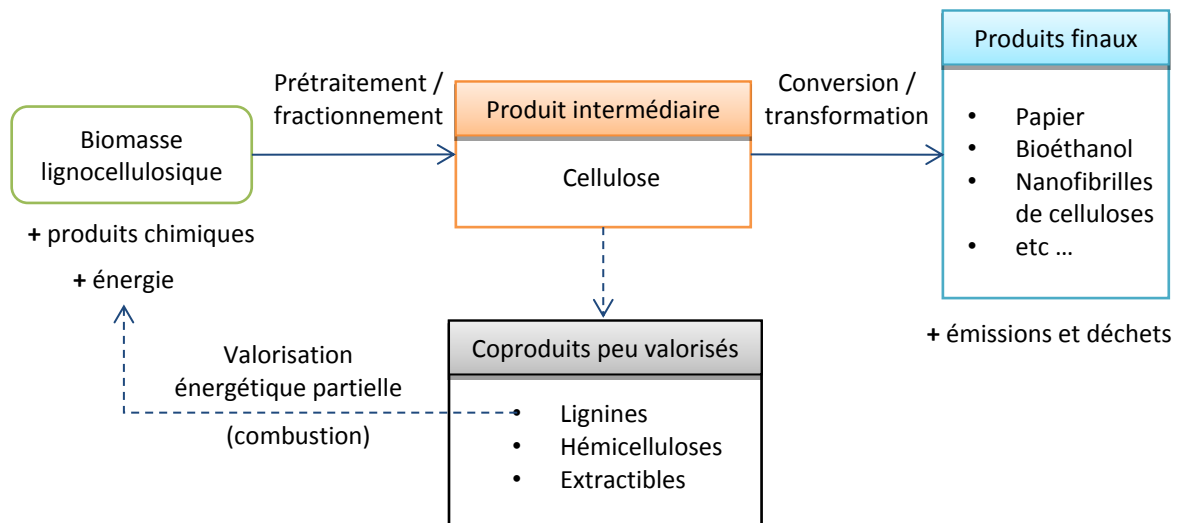 Biomasse
lignocellulosique
+ produits chimiques
+ énergie
Prétraitement /
fractionnement
Produit intermédiaire
Cellulose
Conversion /
transformation
Produits finaux
• Papier
• Bioéthanol
• Nanofibrilles
de celluloses
• etc ...
+ émissions et déchets
Coproduits peu valorisés
• Lignines
• Hémicelluloses
• Extractibles
Valorisation
énergétique partielle
(combustion)